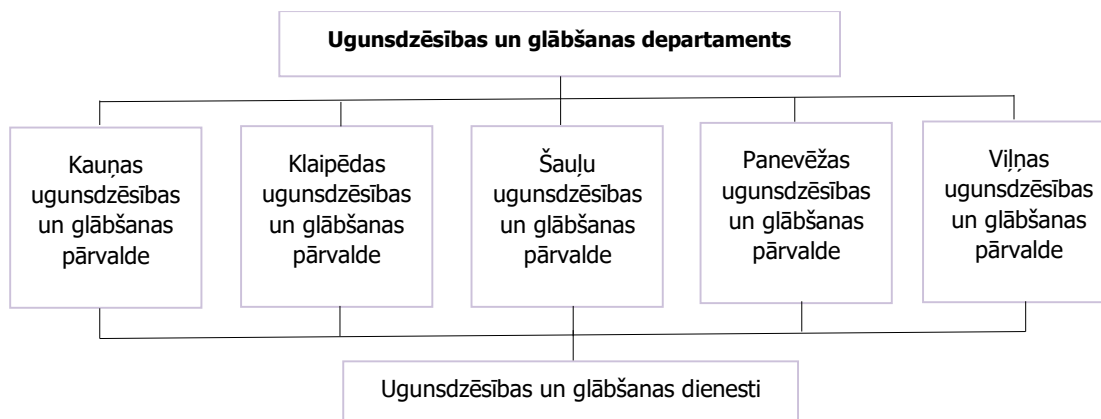 Ugunsdzēsības un glābšanas departaments
Kauņas
ugunsdzēsības
un glābšanas
pārvalde
Klaipēdas
ugunsdzēsības
un glābšanas
pārvalde
Šauļu
ugunsdzēsības
un glābšanas
pārvalde
Panevēžas
ugunsdzēsības
un glābšanas
pārvalde
Viļņas
ugunsdzēsības
un glābšanas
pārvalde
Ugunsdzēsības un glābšanas dienesti